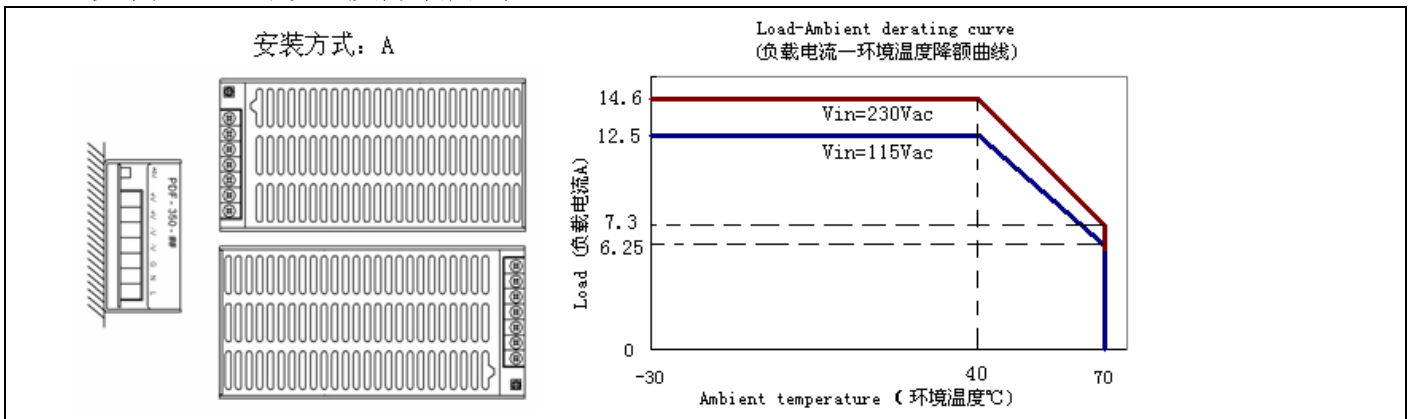 安装方式: A
PDF-350-##
ADJ +V +V -V -V G N L
Load-Ambient derating curve
(负载电流—环境温度降额曲线)
Load (负载电流A)
14.6
12.5
7.3
6.25
0
Vin=230Vac
Vin=115Vac
-30
40
70
Ambient temperature ( 环境温度℃)